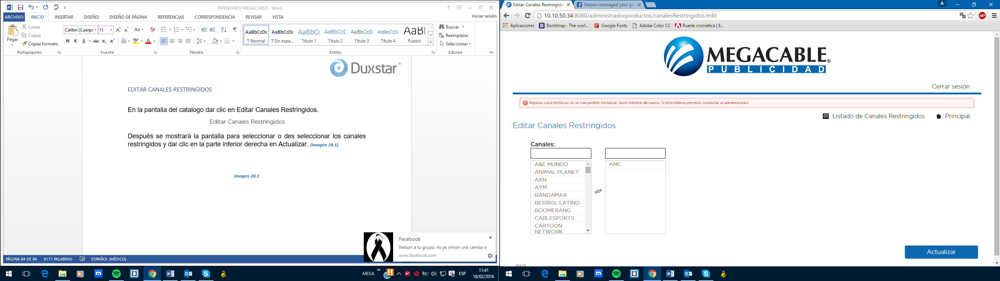 INVENTARIO MEGACABLE - Word
ARCHIVO INICIO INSERTAR DISEÑO DISEÑO DE PÁGINA REFERENCIAS CORRESPONDENCIA REVISAR VISTA Iniciar sesión
Pegar
Cortar
Copiar
Copiar formato
Portapapeles
Calibri (Cuerpo 11
Fuente
Párrafo
AaBbCcDc AaBbCcDc AaBbCc AaBbCcE AaBbCcD AaBbCcDc AaBl
¶ Normal ¶ Sin espa... Título 1 Título 2 Título 3 Título 4 Puesto
Estilos
Buscar
Reemplazar
Seleccionar
Edición
Duxstar®
EDITAR CANALES RESTRINGIDOS
En la pantalla del catalogo dar clic en Editar Canales Restringidos.
Editar Canales Restringidos
Después se mostrará la pantalla para seleccionar o des seleccionar los canales
restringidos y dar clic en la parte inferior derecha en Actualizar. (Imagen 28.1)
Imagen 28.1
Facebook
Nelson a tu grupo: no ps simon una camisa si
www.facebook.com
PÁGINA 84 DE 84 6171 PALABRAS ESPAÑOL (MÉXICO)
MEGA ESP 11:41
18/02/2016
Editar Canales Restringido
Nelson messaged your gro
10.10.50.34:8080/administradorproductos/canalesRestringidos/edit
ABP
Aplicaciones Bootstrap · The worl... Google Fonts Adobe Color CC Rueda cromática | E...
MEGACABLE®
PUBLICIDAD
Cerrar sesión
Algunas características no se han podido inicializar, favor intentar de nuevo. Si el problema persiste, contactar al administrador.
Listado de Canales Restringidos Principal
Editar Canales Restringidos
Canales:
A&E MUNDO
ANIMAL PLANET
AXN
AYM
BANDAMAX
BEISBOL LATINO
BOOMERANG
CABLESPORTS
CARTOON
NETWORK
AMC
Actualizar